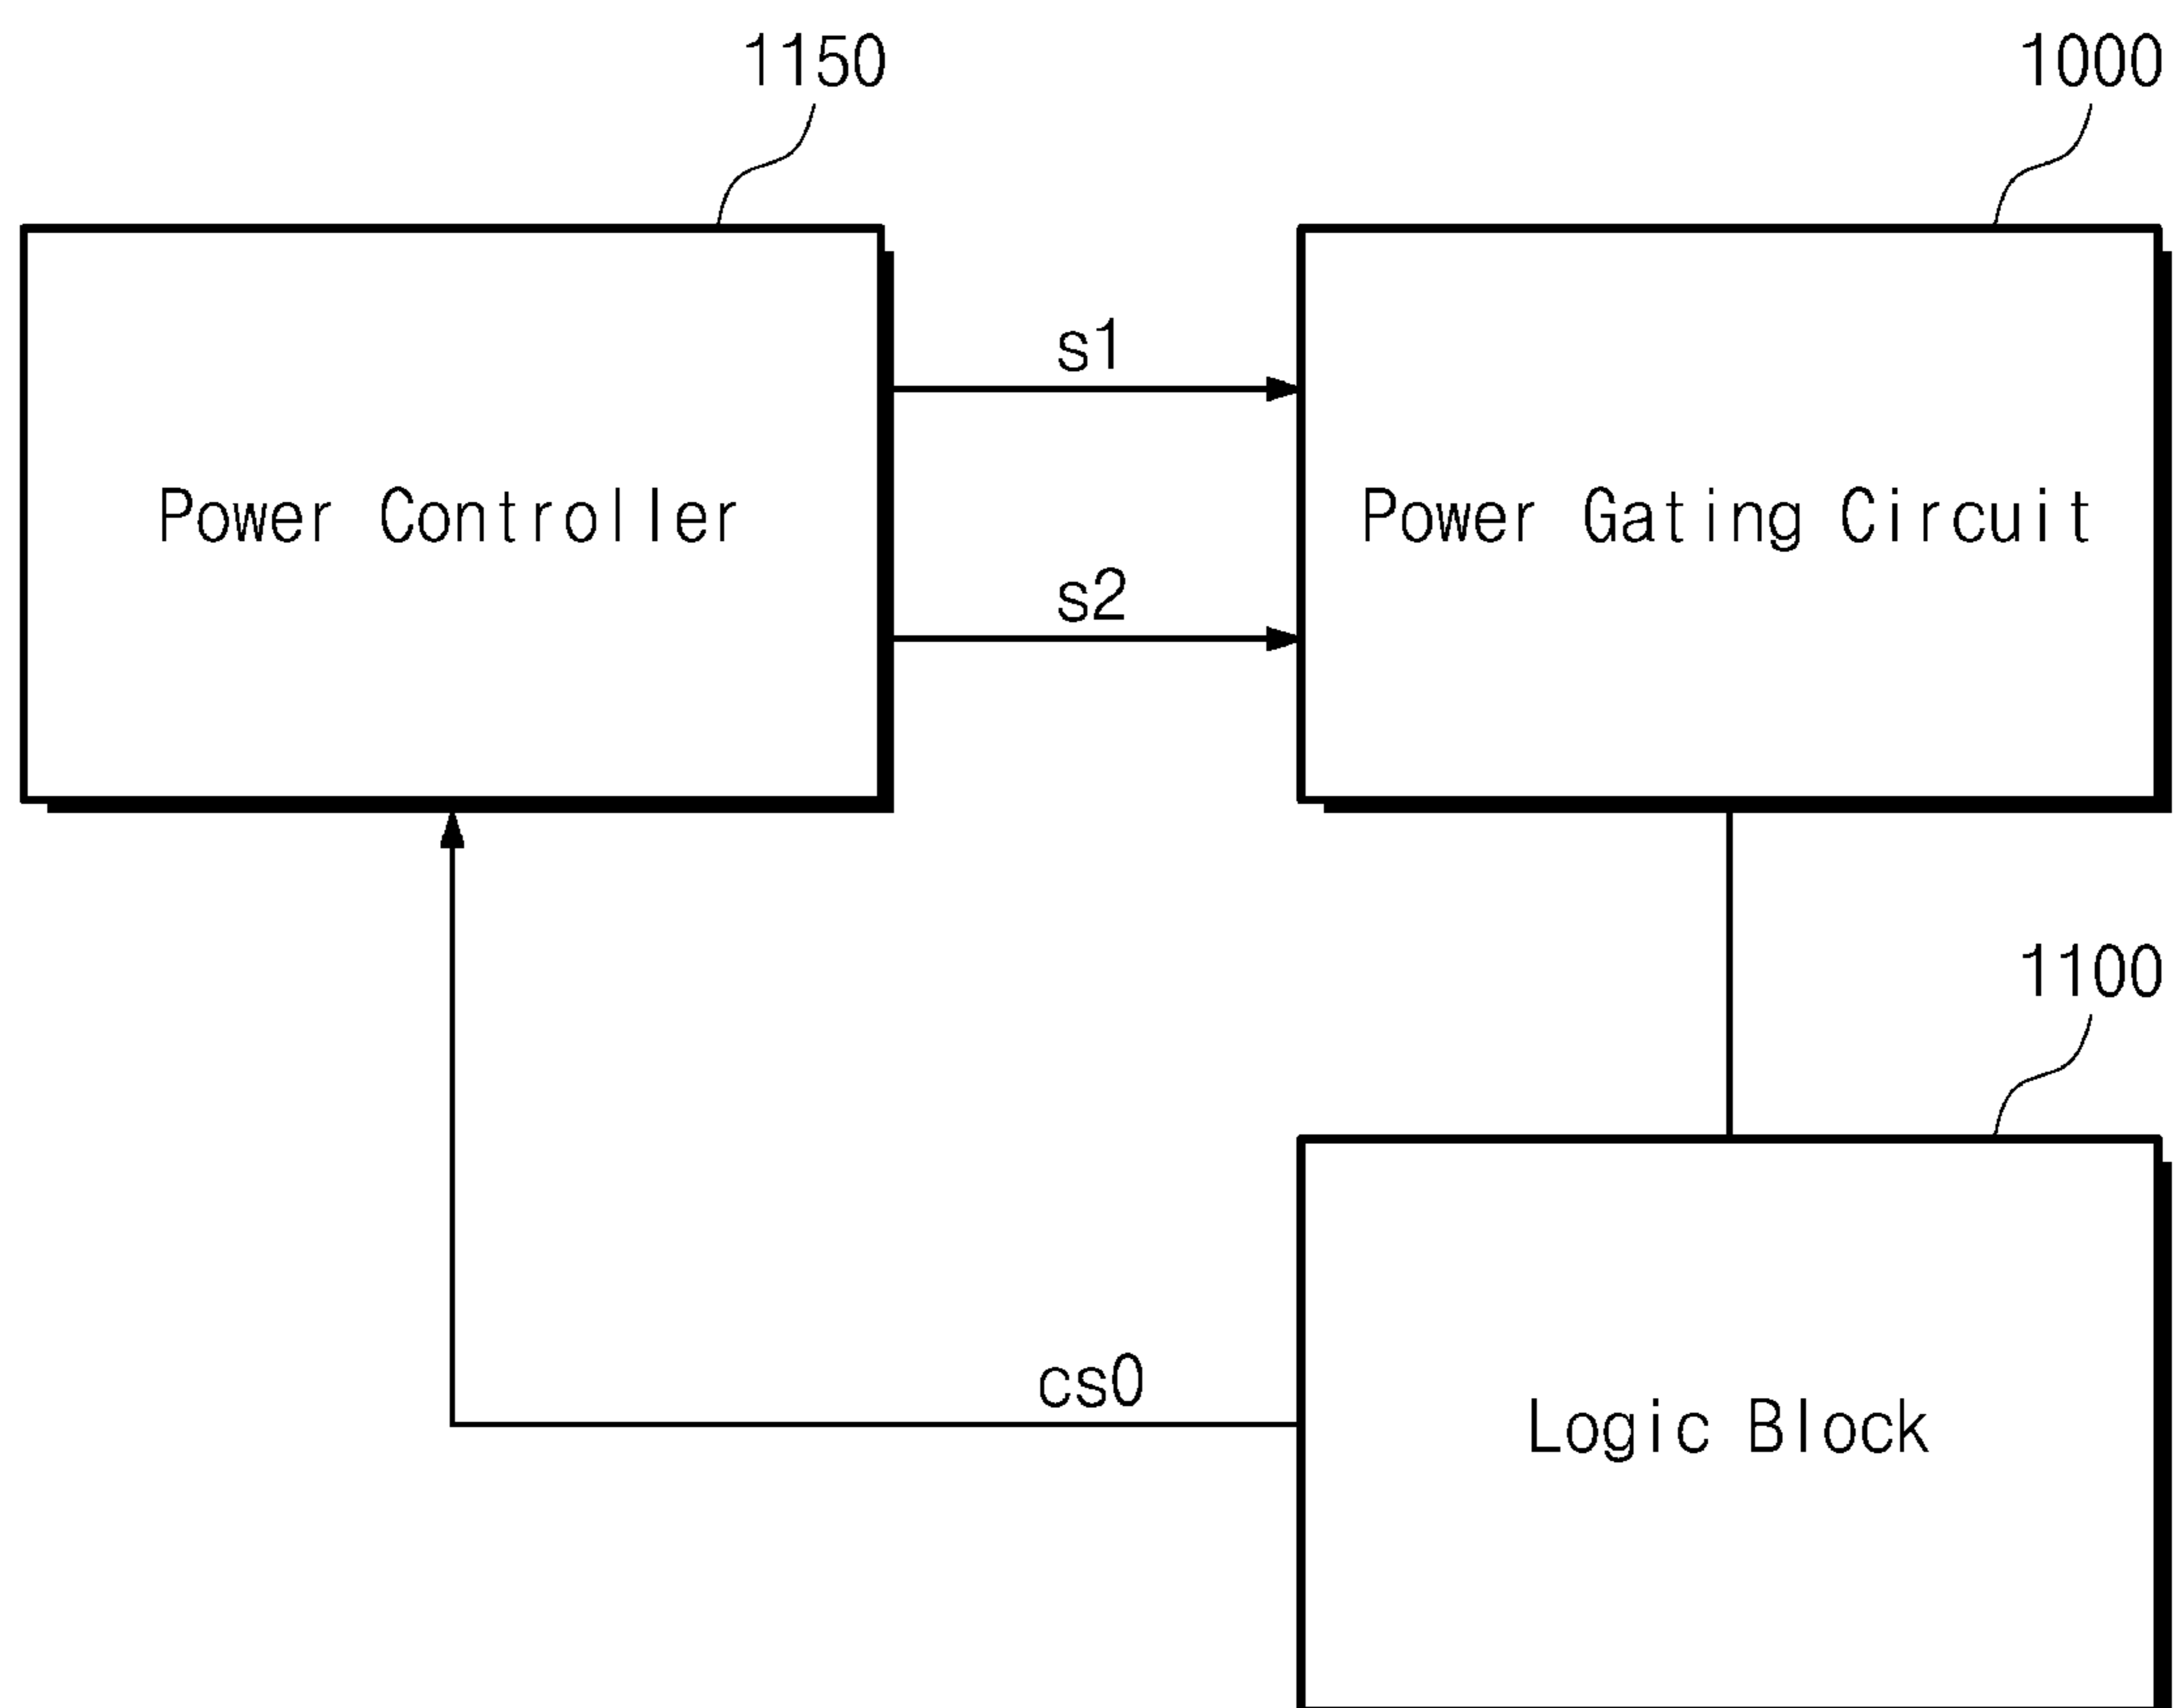 1150
1000
s1
Power Controller
Power Gating Circuit
s2
1100
cs0
Logic Block